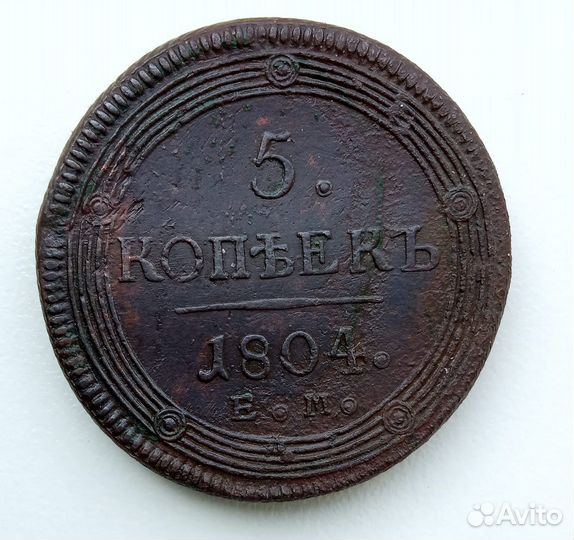 5.
КОПѢЕКЪ
1804.
Е. М.
Avito